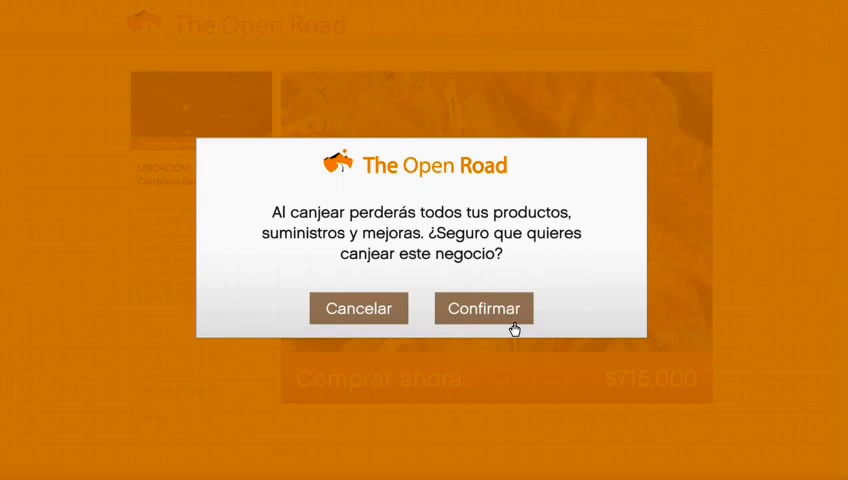 The Open Road
UBICACIÓN:
The Open Road
Al canjear perderás todos tus productos,
suministros y mejoras. ¿Seguro que quieres
canjear este negocio?
Cancelar
Confirmar
Comprar ahora:
$715,000